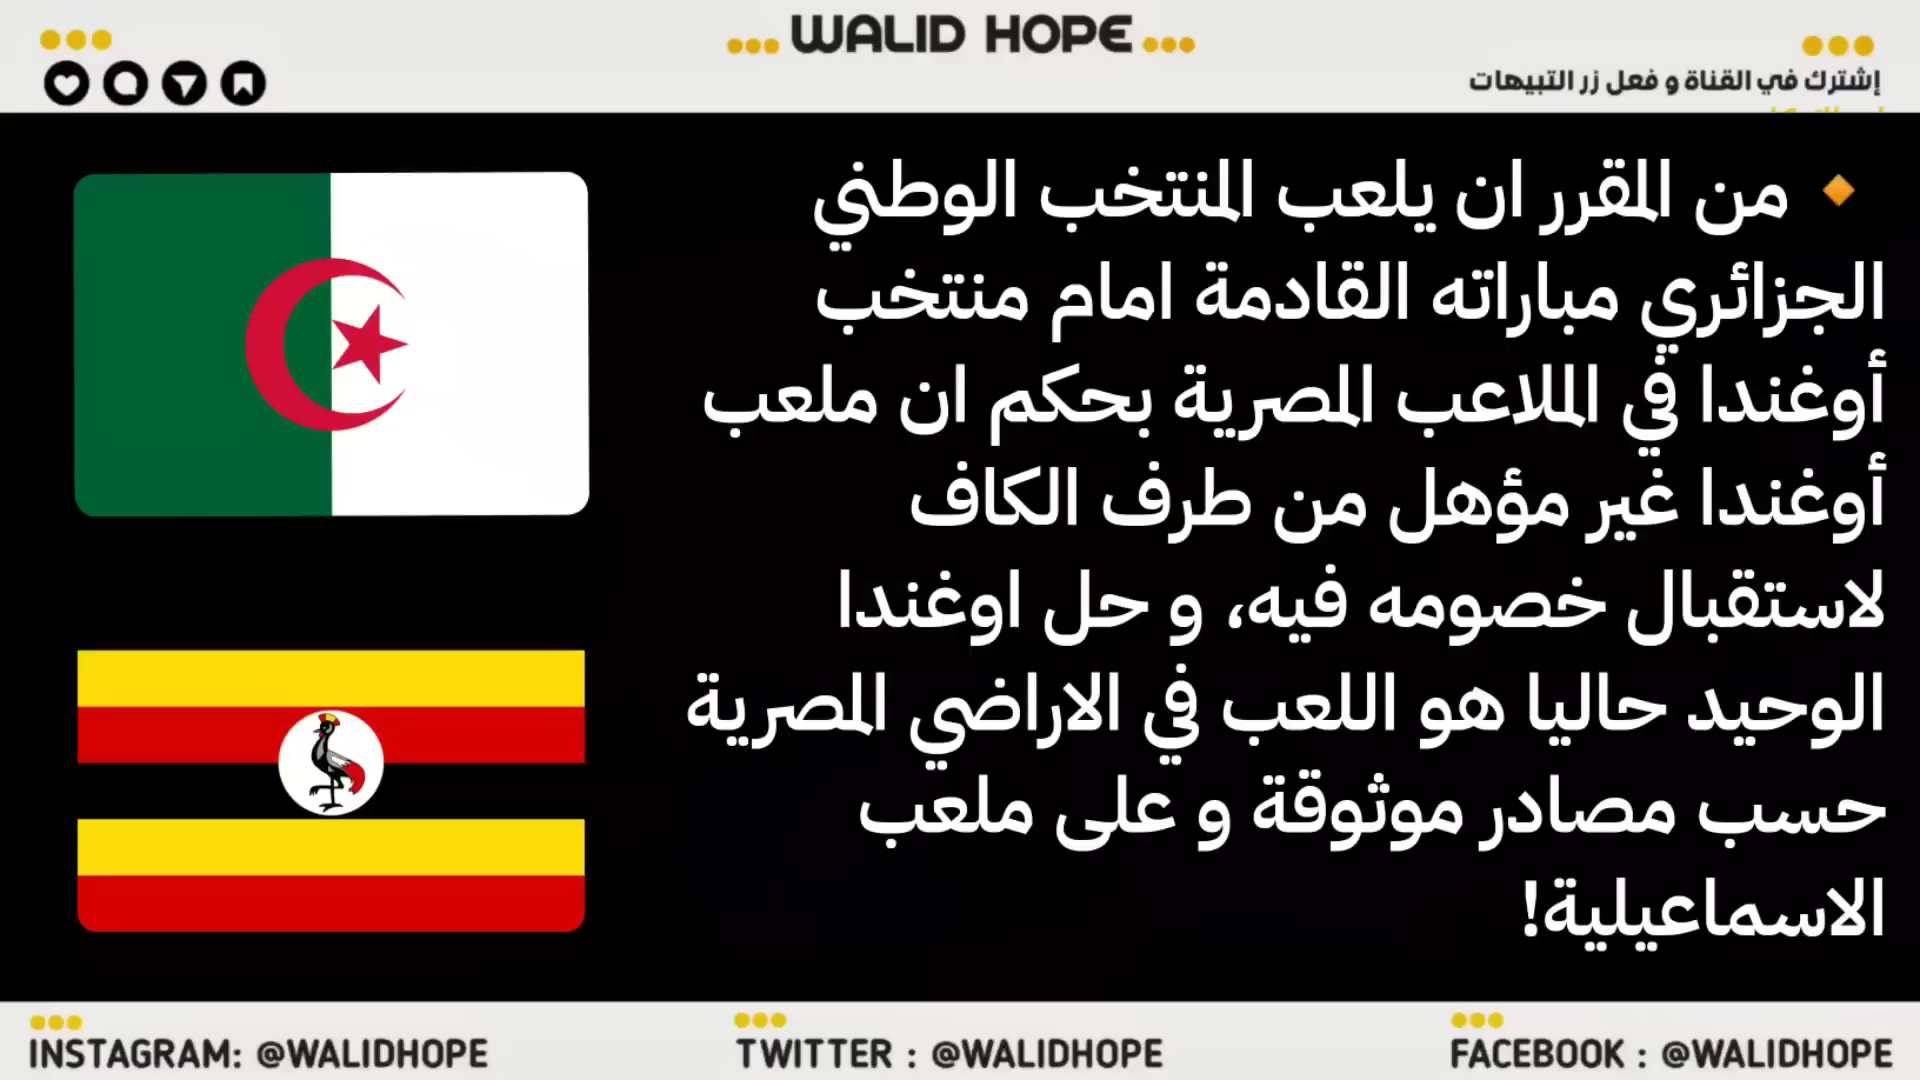 WALID HOPE
إشترك في القناة و فعل زر التبيهات
من المقرر ان يلعب المنتخب الوطني
الجزائري مباراته القادمة امام منتخب
أوغندا في الملاعب المصرية بحكم ان ملعب
أوغندا غير مؤهل من طرف الكاف
لاستقبال خصومه فيه، و حل اوغندا
الوحيد حاليا هو اللعب في الاراضي المصرية
حسب مصادر موثوقة و على ملعب
الاسماعيلية!
INSTAGRAM: @WALIDHOPE
TWITTER : @WALIDHOPE
FACEBOOK : @WALIDHOPE